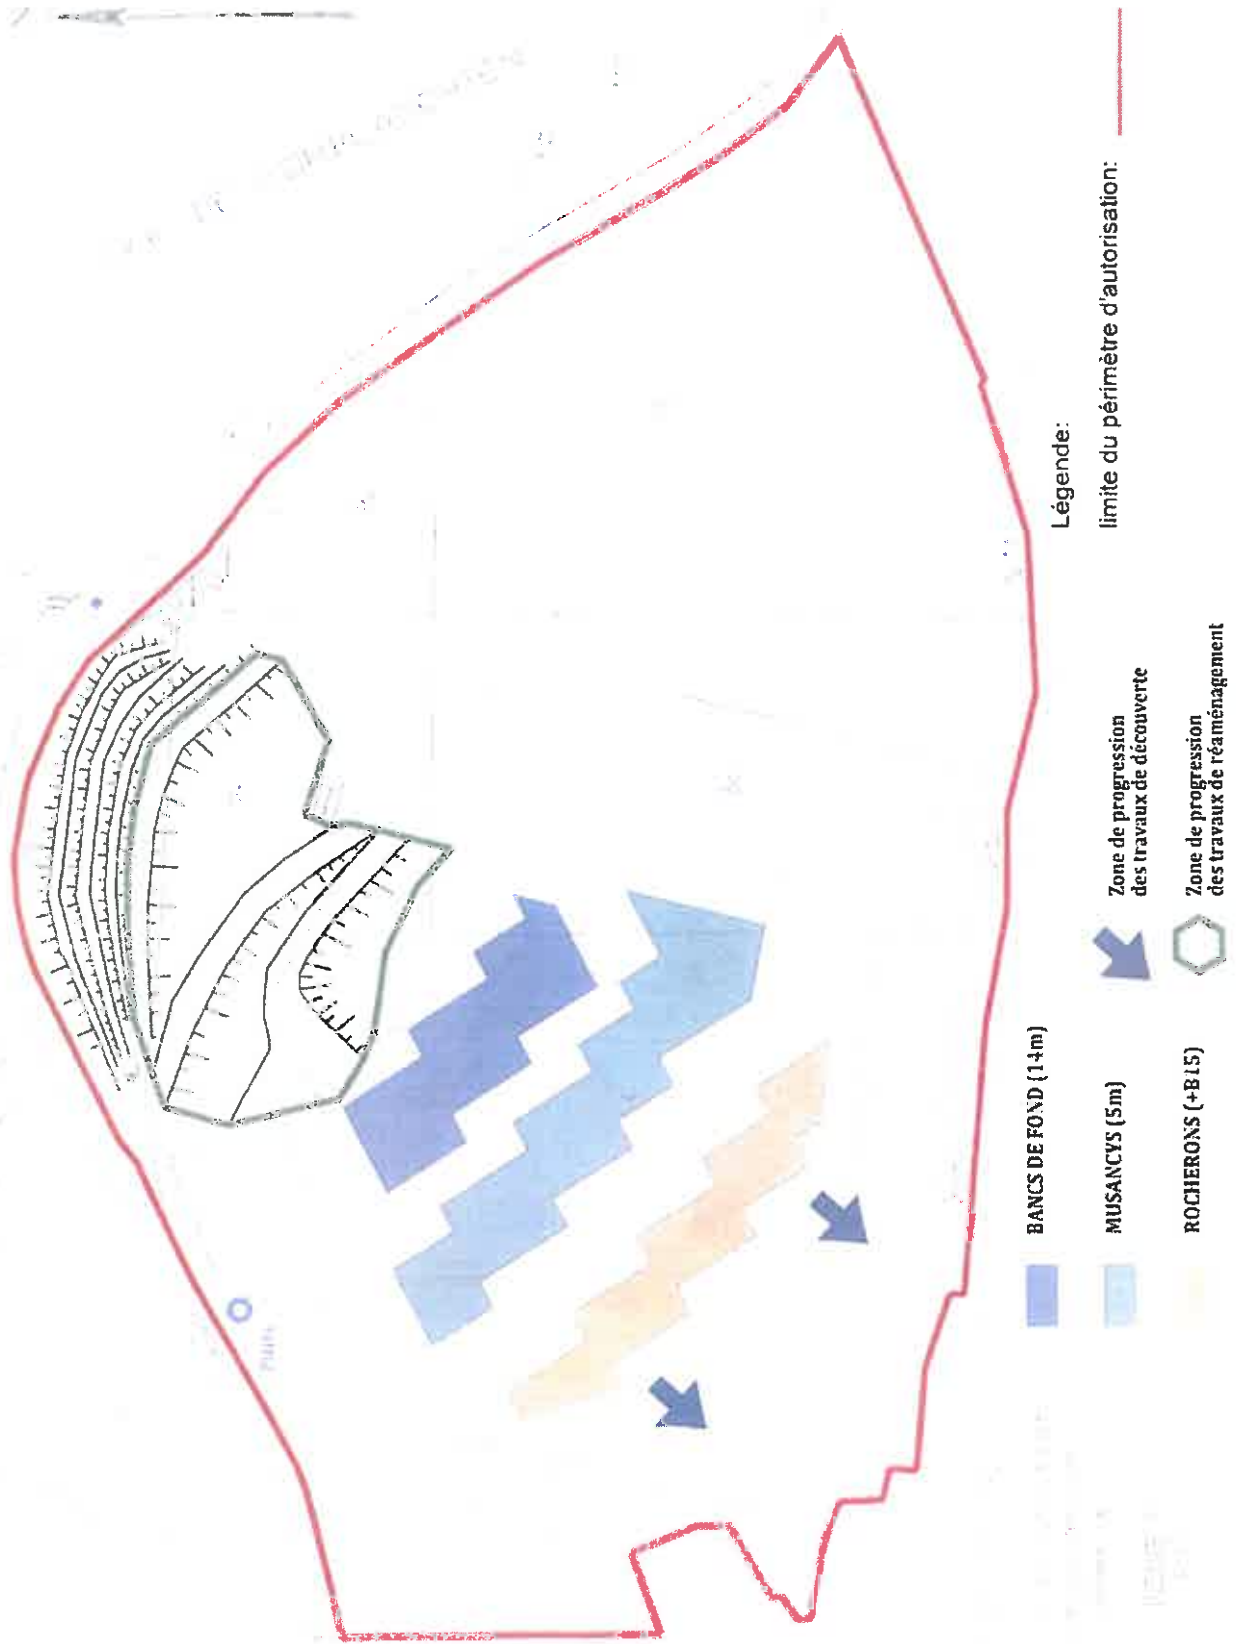 Puits
Légende:
limite du périmètre d'autorisation:
BANCS DE FOND (14m)
MUSANCYS (5m)
ROCHERONS (+B15)
Zone de progression
des travaux de découverte
Zone de progression
des travaux de réaménagement